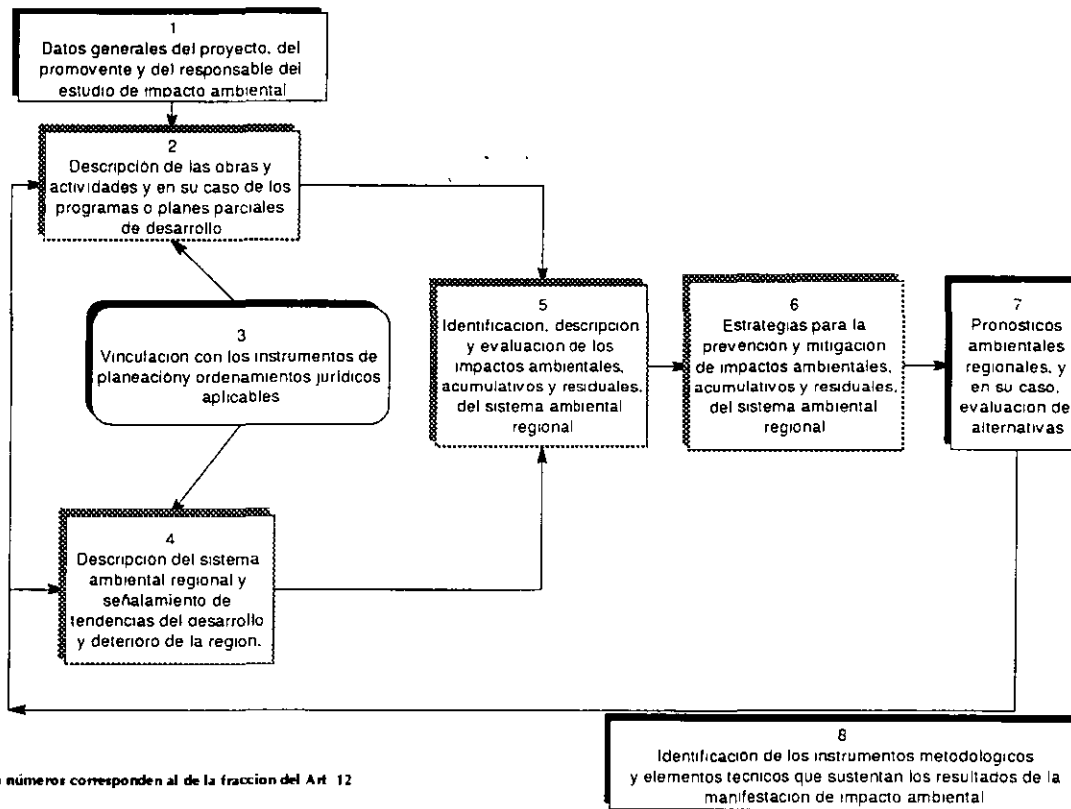 1
Datos generales del proyecto, del
promovente y del responsable del
estudio de impacto ambiental
2
Descripción de las obras y
actividades y en su caso de los
programas o planes parciales
de desarrollo
3
Vinculacion con los instrumentos de
planeacióny ordenamientos jurídicos
aplicables
4
Descripcion del sistema
ambiental regional y
señalamiento de
tendencias del desarrollo
y deterioro de la region.
5
Identificacion, descripcion
y evaluacion de los
impactos ambientales,
acumulativos y residuales,
del sistema ambiental
regional
6
Estrategias para la
prevencion y mitigacion
de impactos ambientales,
acumulativos y residuales,
del sistema ambiental
regional
7
Pronosticos
ambientales
regionales, y
en su caso,
evaluacion de
alternativas
8
Identificacion de los instrumentos metodologicos
y elementos tecnicos que sustentan los resultados de la
manifestación de impacto ambiental
números corresponden al de la fraccion del Art 12